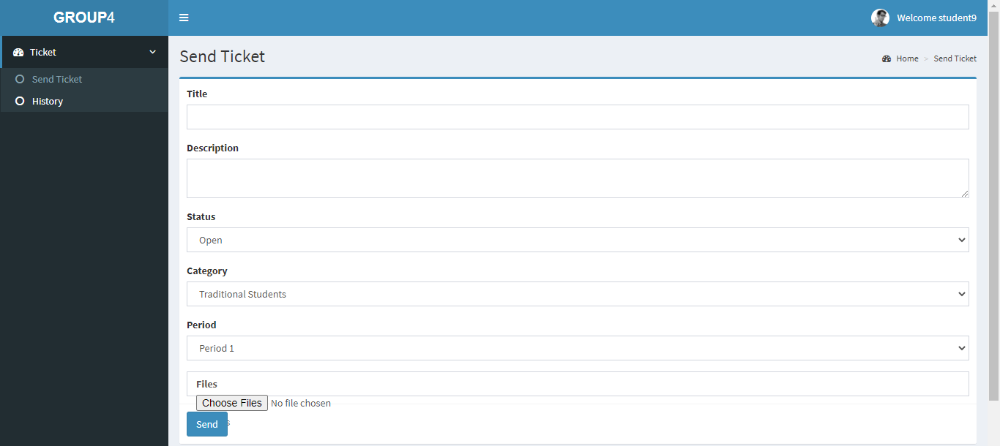 GROUP4
Welcome student9
Ticket
Send Ticket
History
Send Ticket
Home > Send Ticket
Title
Description
Status
Open
Category
Traditional Students
Period
Period 1
Files
Choose Files No file chosen
Send